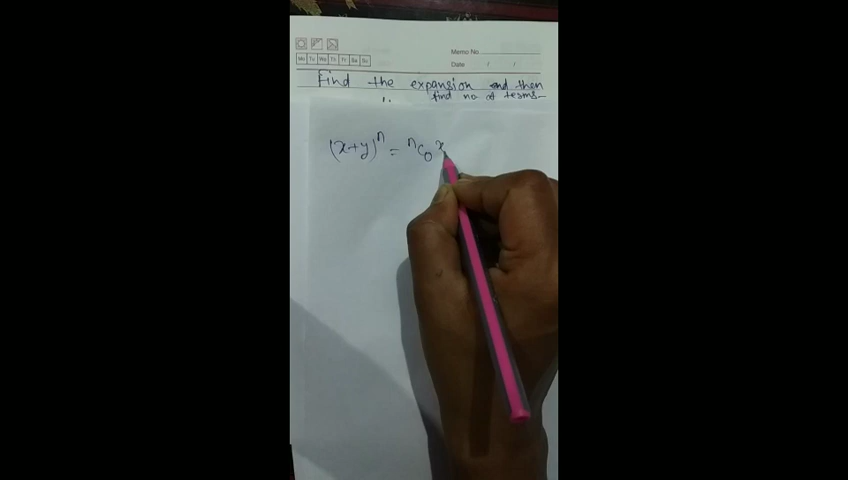 Memo No
Mo Tu We Th Fr Sa Su
Date / /
Find the expansion and then
find no of terms-
(x+y)^n = ^nC_0 x